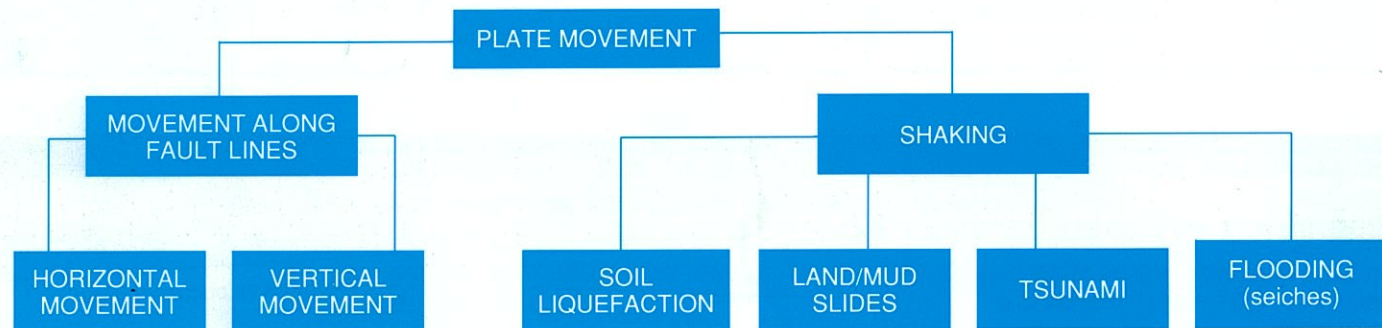 PLATE MOVEMENT
MOVEMENT ALONG
FAULT LINES
SHAKING
HORIZONTAL
MOVEMENT
VERTICAL
MOVEMENT
SOIL
LIQUEFACTION
LAND/MUD
SLIDES
TSUNAMI
FLOODING
(seiches)